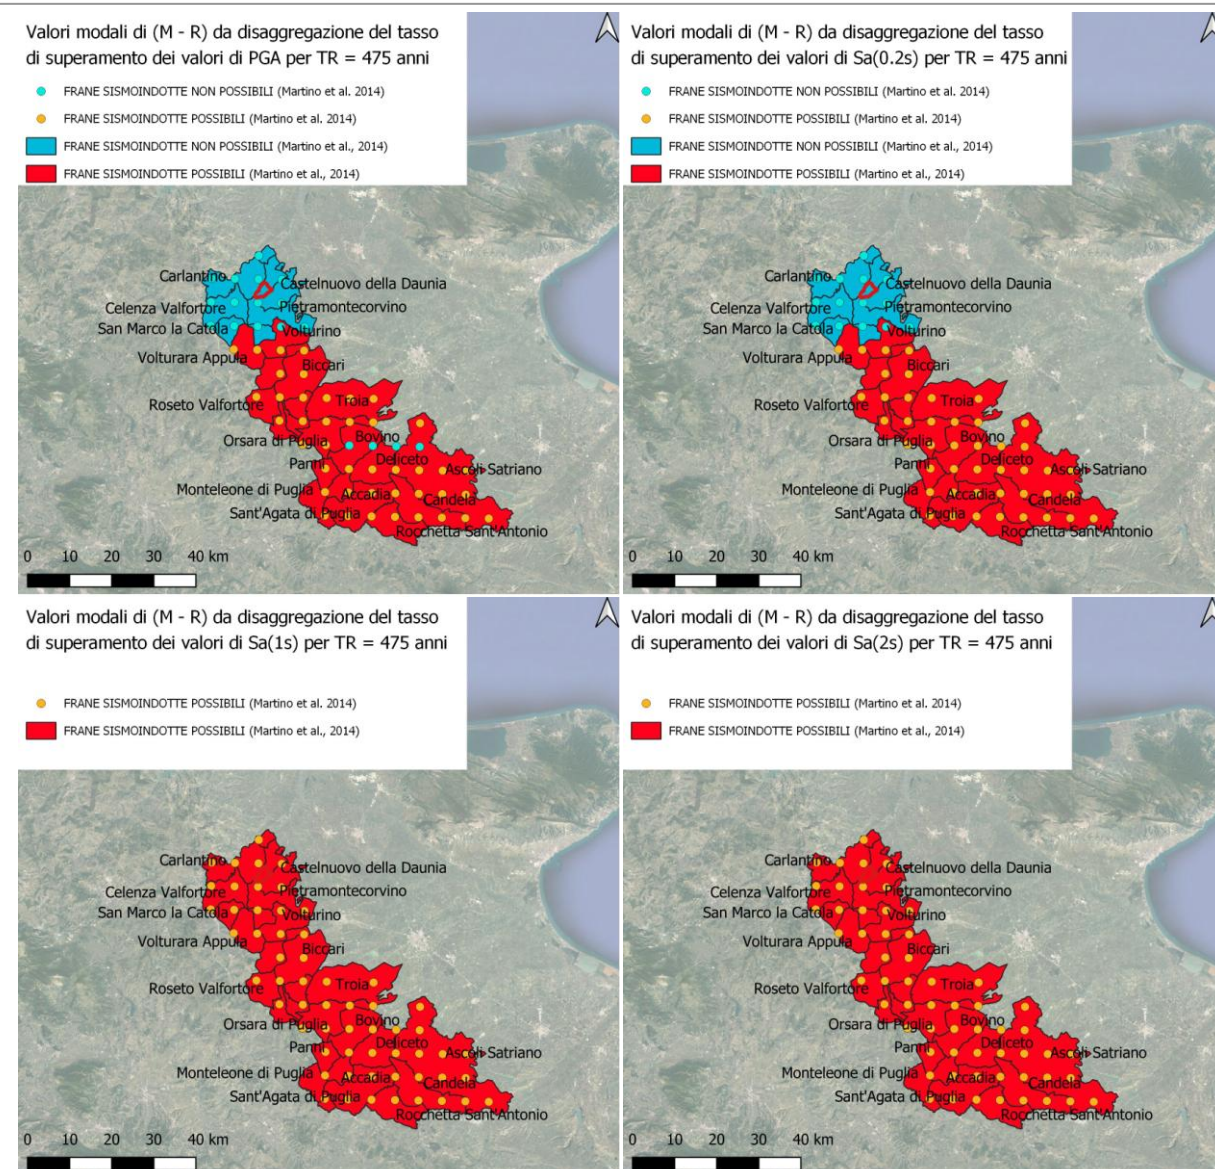 Valori modali di (M - R) da disaggregazione del tasso
di superamento dei valori di PGA per TR = 475 anni
FRANE SISMOINDOTTE NON POSSIBILI (Martino et al. 2014)
FRANE SISMOINDOTTE POSSIBILI (Martino et al. 2014)
FRANE SISMOINDOTTE NON POSSIBILI (Martino et al., 2014)
FRANE SISMOINDOTTE POSSIBILI (Martino et al., 2014)
Carlantino
Castelnuovo della Daunia
Celenza Valfortore
Pietramontecorvino
San Marco la Catola
Volturino
Volturara Appula
Biccari
Roseto Valfortore
Troia
Orsara di Puglia
Bovino
Panni
Deliceto
Ascoli Satriano
Monteleone di Puglia
Accadia
Candela
Sant'Agata di Puglia
Rocchetta Sant'Antonio
0 10 20 30 40 km
Valori modali di (M - R) da disaggregazione del tasso
di superamento dei valori di Sa(0.2s) per TR = 475 anni
FRANE SISMOINDOTTE NON POSSIBILI (Martino et al. 2014)
FRANE SISMOINDOTTE POSSIBILI (Martino et al. 2014)
FRANE SISMOINDOTTE NON POSSIBILI (Martino et al., 2014)
FRANE SISMOINDOTTE POSSIBILI (Martino et al., 2014)
Carlantino
Castelnuovo della Daunia
Celenza Valfortore
Pietramontecorvino
San Marco la Catola
Volturino
Volturara Appula
Biccari
Roseto Valfortore
Troia
Orsara di Puglia
Bovino
Panni
Deliceto
Ascoli Satriano
Monteleone di Puglia
Accadia
Candela
Sant'Agata di Puglia
Rocchetta Sant'Antonio
0 10 20 30 40 km
Valori modali di (M - R) da disaggregazione del tasso
di superamento dei valori di Sa(1s) per TR = 475 anni
FRANE SISMOINDOTTE POSSIBILI (Martino et al. 2014)
FRANE SISMOINDOTTE POSSIBILI (Martino et al., 2014)
Carlantino
Castelnuovo della Daunia
Celenza Valfortore
Pietramontecorvino
San Marco la Catola
Volturino
Volturara Appula
Biccari
Roseto Valfortore
Troia
Orsara di Puglia
Bovino
Panni
Deliceto
Ascoli Satriano
Monteleone di Puglia
Accadia
Candela
Sant'Agata di Puglia
Rocchetta Sant'Antonio
0 10 20 30 40 km
Valori modali di (M - R) da disaggregazione del tasso
di superamento dei valori di Sa(2s) per TR = 475 anni
FRANE SISMOINDOTTE POSSIBILI (Martino et al. 2014)
FRANE SISMOINDOTTE POSSIBILI (Martino et al., 2014)
Carlantino
Castelnuovo della Daunia
Celenza Valfortore
Pietramontecorvino
San Marco la Catola
Volturino
Volturara Appula
Biccari
Roseto Valfortore
Troia
Orsara di Puglia
Bovino
Panni
Deliceto
Ascoli Satriano
Monteleone di Puglia
Accadia
Candela
Sant'Agata di Puglia
Rocchetta Sant'Antonio
0 10 20 30 40 km